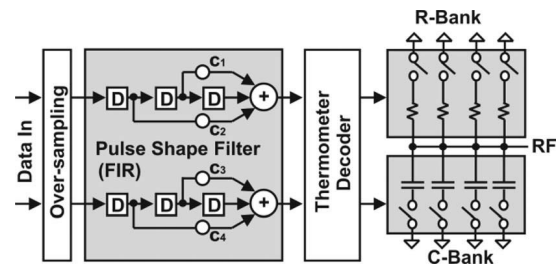 R-Bank
Data In
Over-sampling
D D D
c1
c2
+
Pulse Shape Filter
(FIR)
D D D
c3
c4
+
Thermometer
Decoder
RF
C-Bank